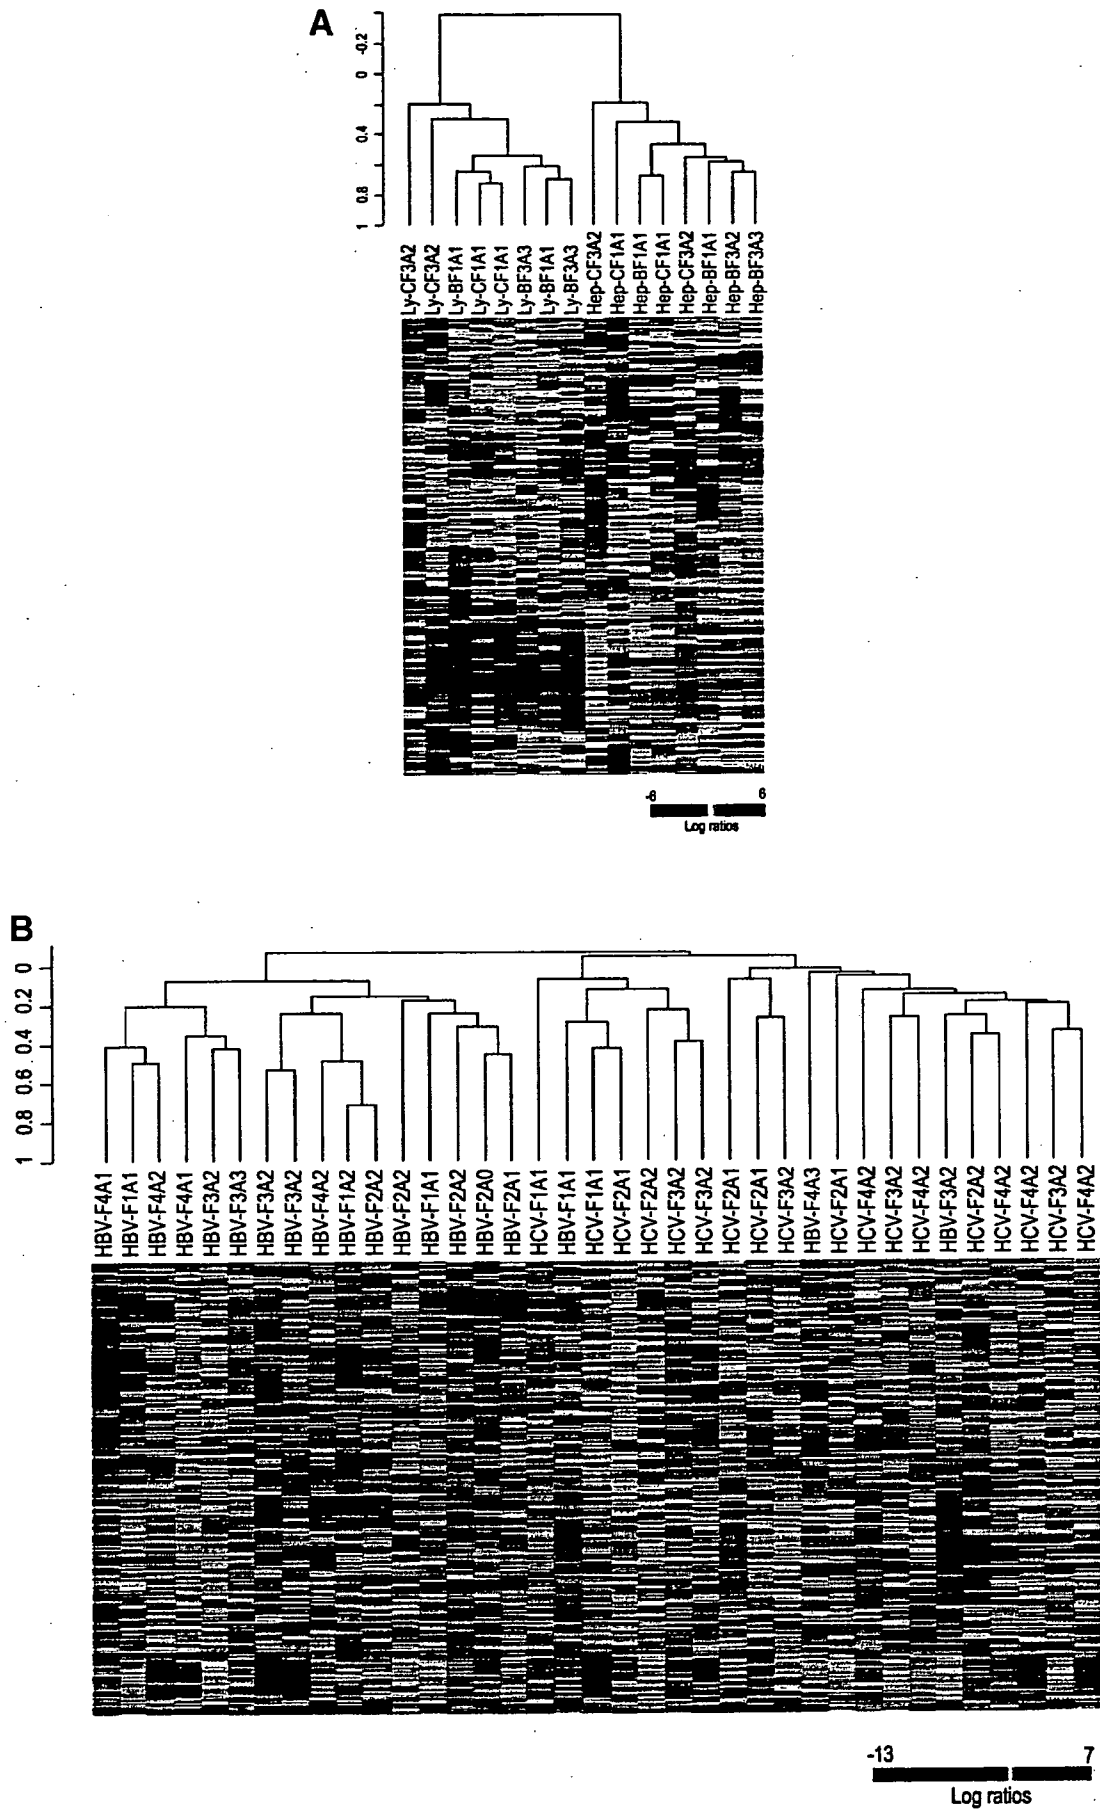 A
-0.2
0
0.4
0.8
1
Ly-CF3A2
Ly-CF3A2
Ly-BF1A1
Ly-CF1A1
Ly-CF1A1
Ly-BF3A3
Ly-BF1A1
Ly-BF3A3
Hep-CF3A2
Hep-CF1A1
Hep-BF1A1
Hep-CF1A1
Hep-CF3A2
Hep-BF1A1
Hep-BF3A2
Hep-BF3A3
-6 6
Log ratios
B
0
0.2
0.4
0.6
0.8
1
HBV-F4A1
HBV-F1A1
HBV-F4A2
HBV-F4A1
HBV-F3A2
HBV-F3A3
HBV-F3A2
HBV-F3A2
HBV-F4A2
HBV-F1A2
HBV-F2A2
HBV-F2A2
HBV-F1A1
HBV-F2A2
HBV-F2A0
HBV-F2A1
HCV-F1A1
HBV-F1A1
HCV-F1A1
HCV-F2A1
HCV-F2A2
HCV-F3A2
HCV-F3A2
HCV-F2A1
HCV-F2A1
HCV-F3A2
HBV-F4A3
HCV-F2A1
HCV-F4A2
HCV-F3A2
HCV-F4A2
HBV-F3A2
HCV-F2A2
HCV-F4A2
HCV-F4A2
HCV-F3A2
HCV-F4A2
-13 7
Log ratios